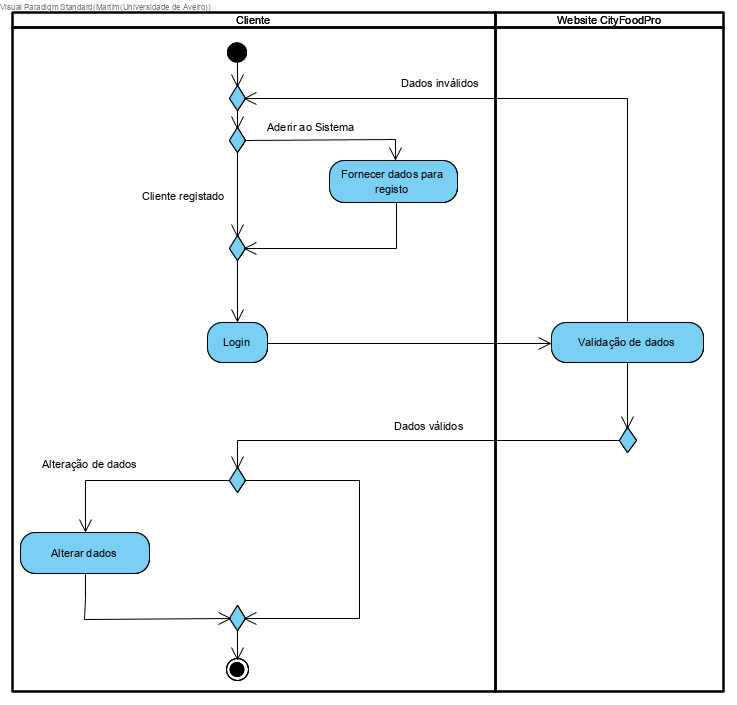 Visual Paradigm Standard(Martim(Universidade de Aveiro))
Cliente
Website CityFoodPro
Dados inválidos
Aderir ao Sistema
Fornecer dados para
registo
Cliente registado
Login
Validação de dados
Dados válidos
Alteração de dados
Alterar dados